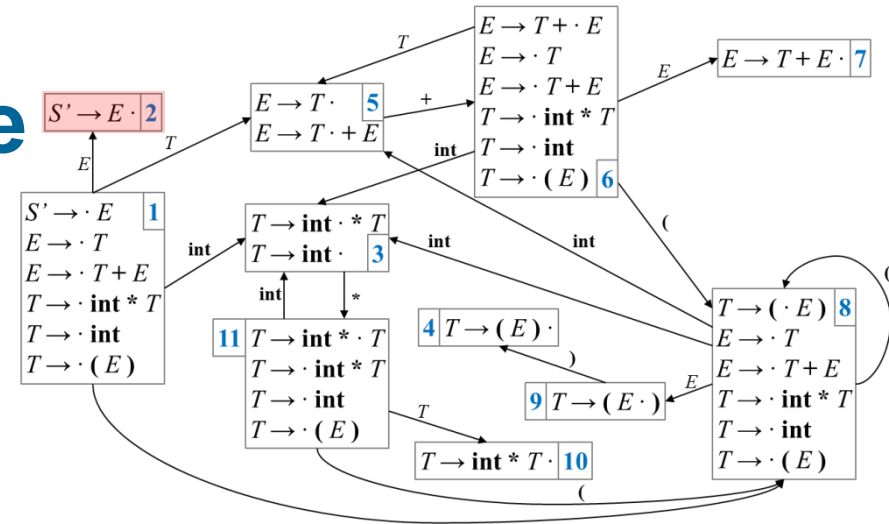 e
S’ → E · 2
E
T
S’ → · E 1
E → · T
E → · T + E
T → · int * T
T → · int
T → · ( E )
int
E → T · 5
E → T · + E
+
T
E → T + · E
E → · T
E → · T + E
T → · int * T
T → · int
T → · ( E ) 6
E
E → T + E · 7
int
T → int · * T
T → int · 3
int
int
(
int
*
11 T → int * · T
T → · int * T
T → · int
T → · ( E )
T
T → int * T · 10
(
4 T → ( E ) ·
)
9 T → ( E · )
E
T → ( · E ) 8
E → · T
E → · T + E
T → · int * T
T → · int
T → · ( E )
(